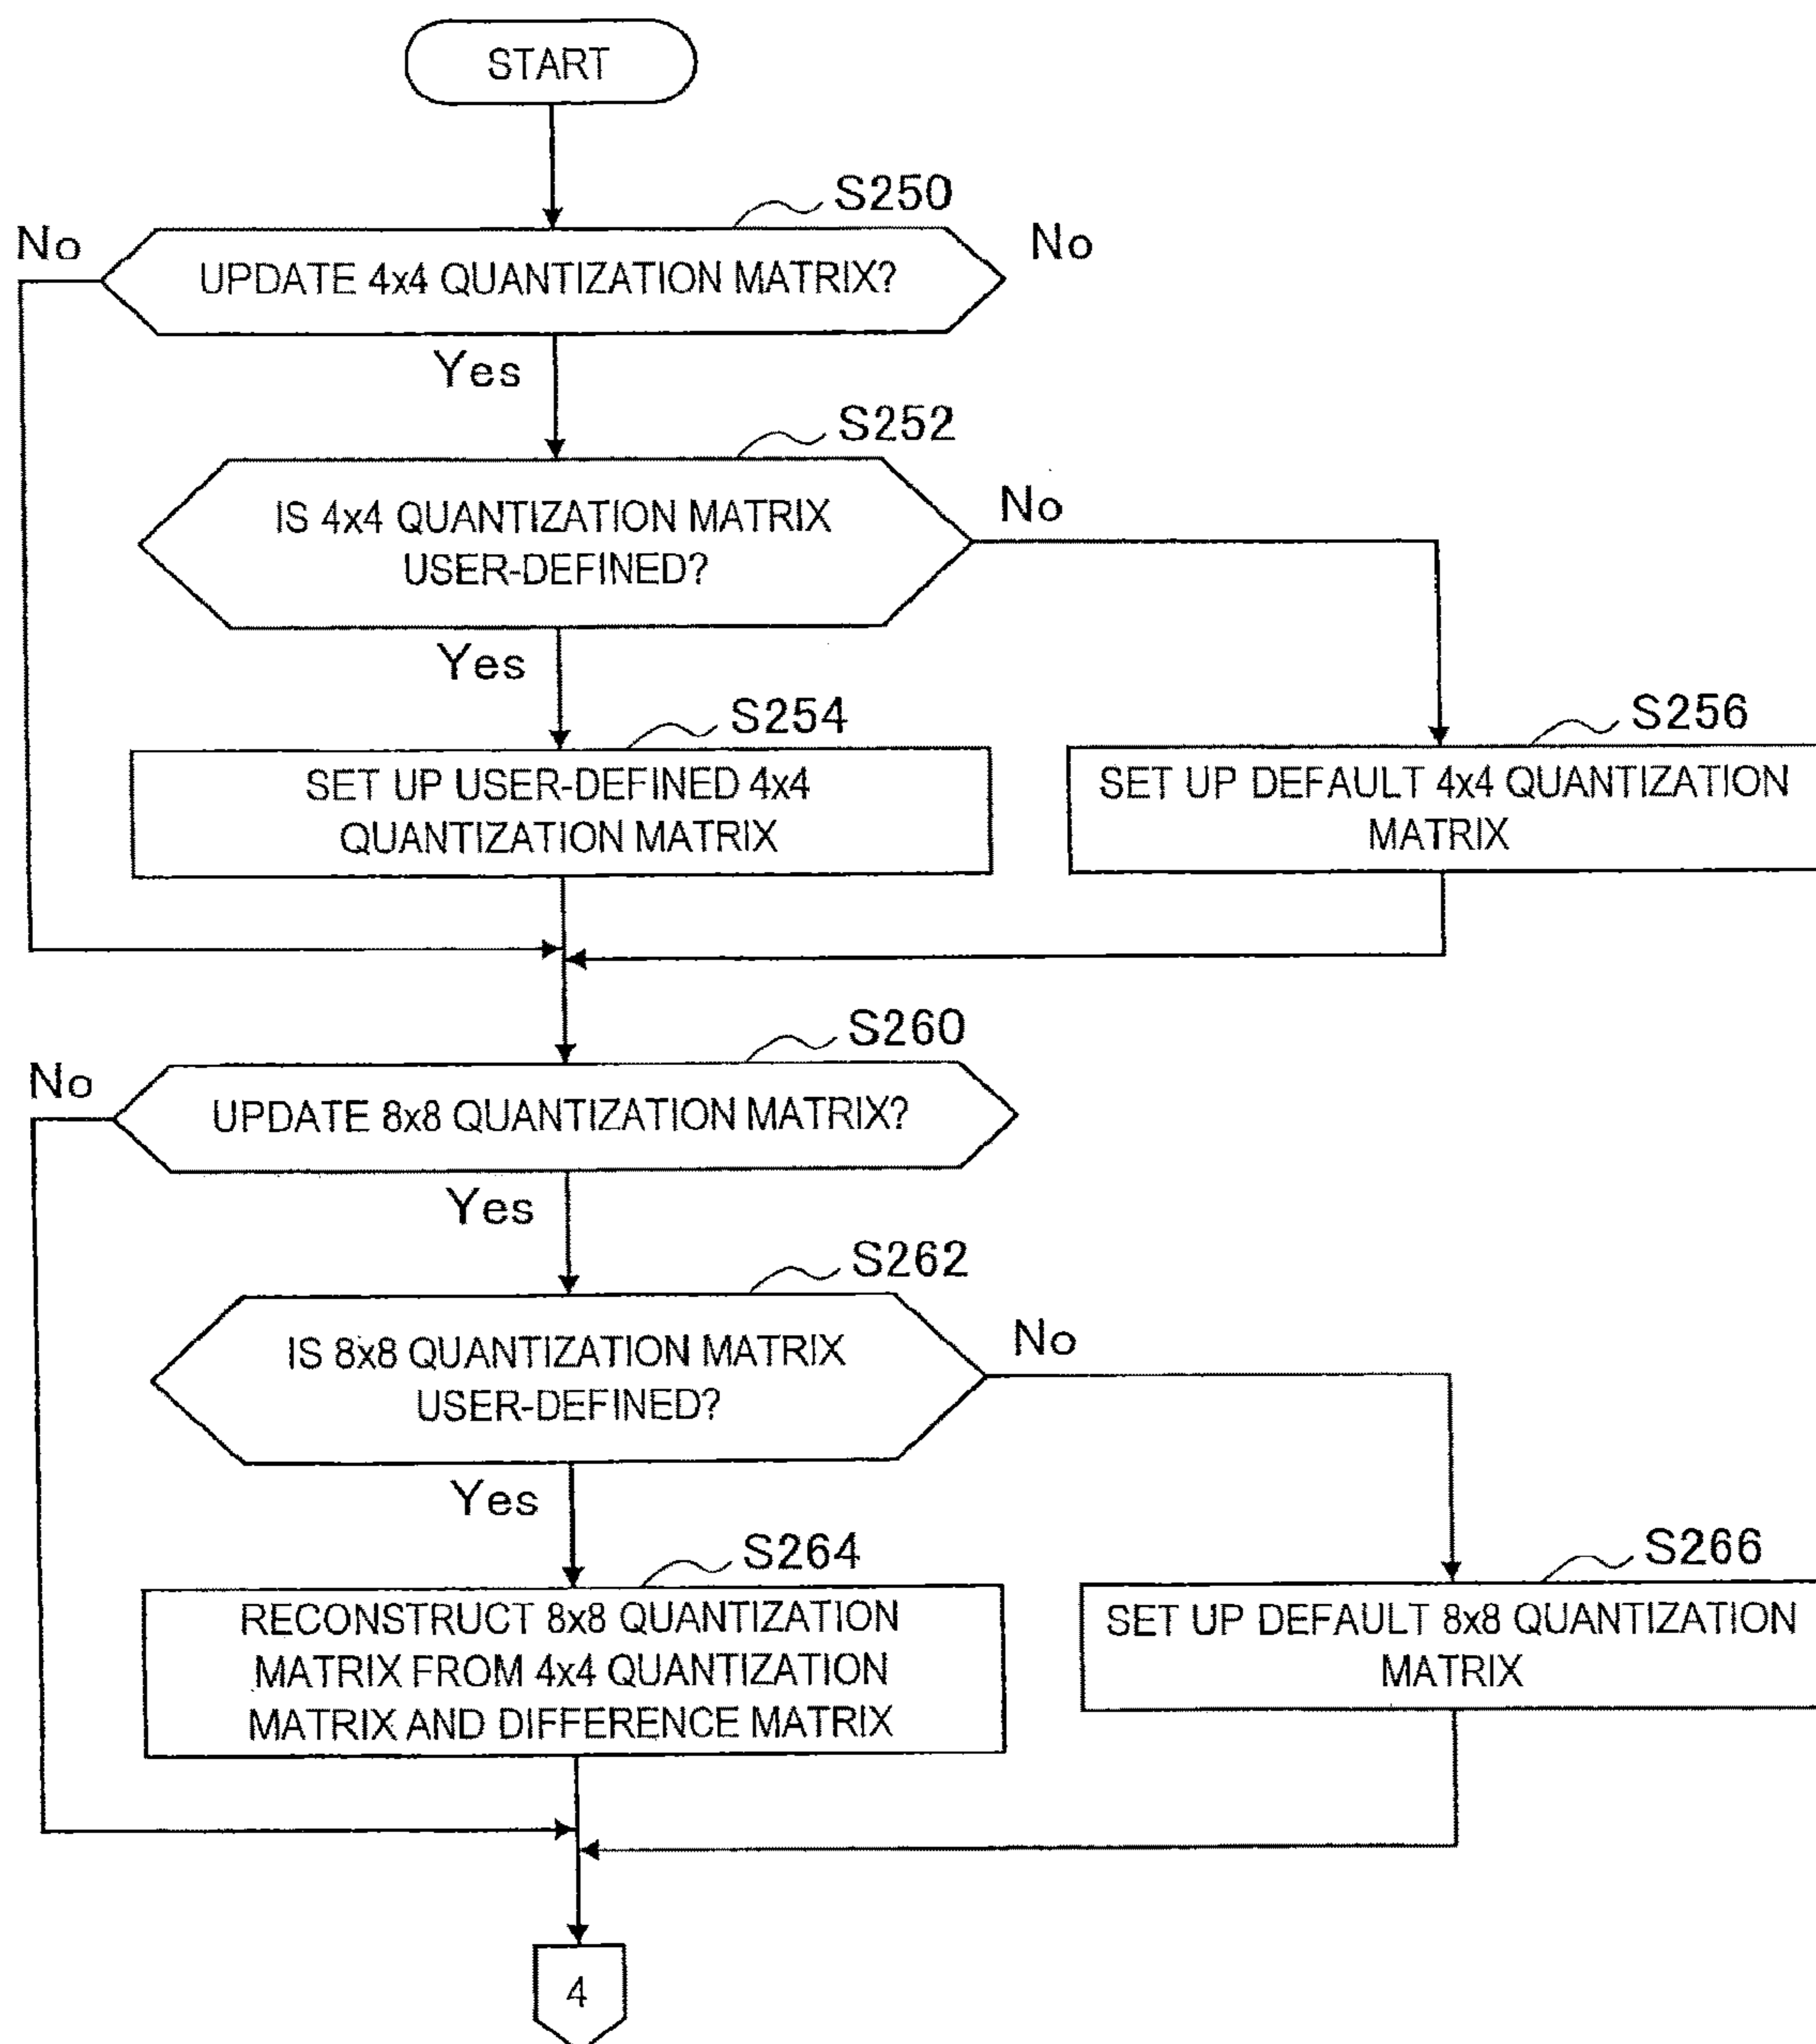 START
S250
No
No
UPDATE 4x4 QUANTIZATION MATRIX?
Yes
S252
IS 4x4 QUANTIZATION MATRIX
USER-DEFINED?
No
Yes
S254
S256
SET UP USER-DEFINED 4x4
QUANTIZATION MATRIX
SET UP DEFAULT 4x4 QUANTIZATION
MATRIX
S260
No
UPDATE 8x8 QUANTIZATION MATRIX?
Yes
S262
IS 8x8 QUANTIZATION MATRIX
USER-DEFINED?
No
Yes
S264
S266
RECONSTRUCT 8x8 QUANTIZATION
MATRIX FROM 4x4 QUANTIZATION
MATRIX AND DIFFERENCE MATRIX
SET UP DEFAULT 8x8 QUANTIZATION
MATRIX
4